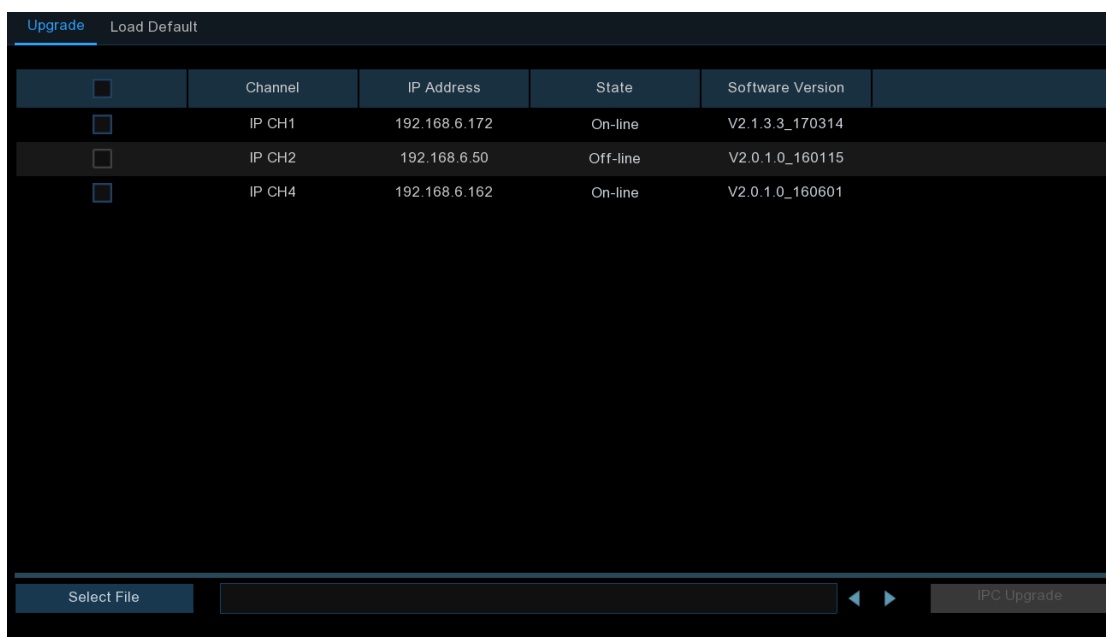 Upgrade Load Default
Channel IP Address State Software Version
IP CH1 192.168.6.172 On-line V2.1.3.3_170314
IP CH2 192.168.6.50 Off-line V2.0.1.0_160115
IP CH4 192.168.6.162 On-line V2.0.1.0_160601
Select File IPC Upgrade